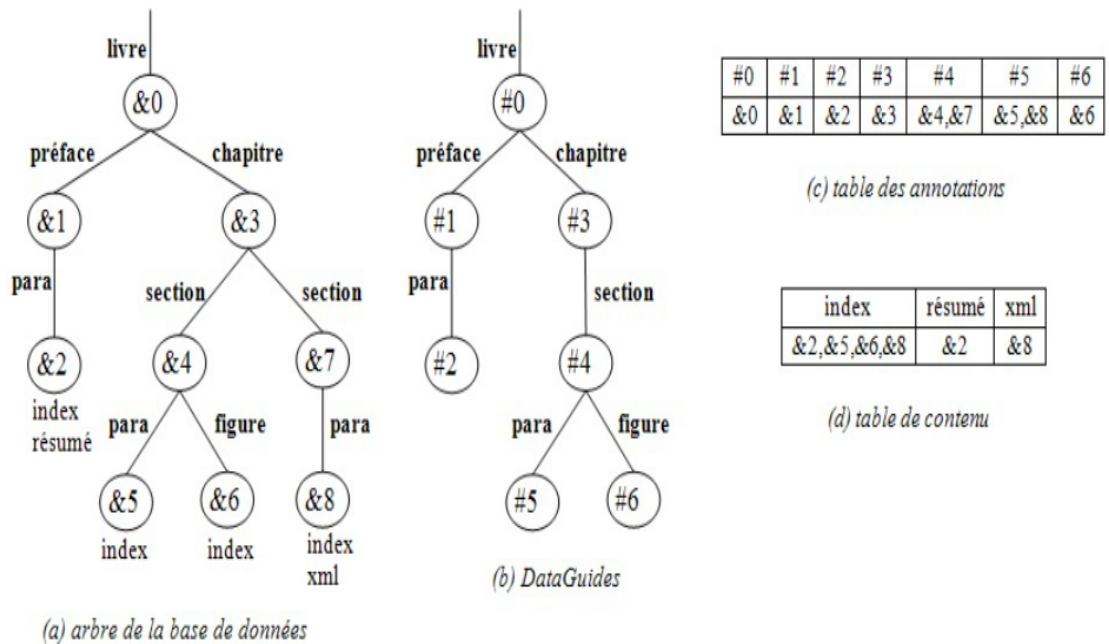 livre
&0
préface
chapitre
&1
&3
para
section
section
&2
&4
&7
index
résumé
para
figure
para
&5
&6
&8
index
index
index
xml
(a) arbre de la base de données
livre
#0
préface
chapitre
#1
#3
para
section
#2
#4
para
figure
#5
#6
(b) DataGuides
#0 #1 #2 #3 #4 #5 #6
&0 &1 &2 &3 &4,&7 &5,&8 &6
(c) table des annotations
index résumé xml
&2,&5,&6,&8 &2 &8
(d) table de contenu